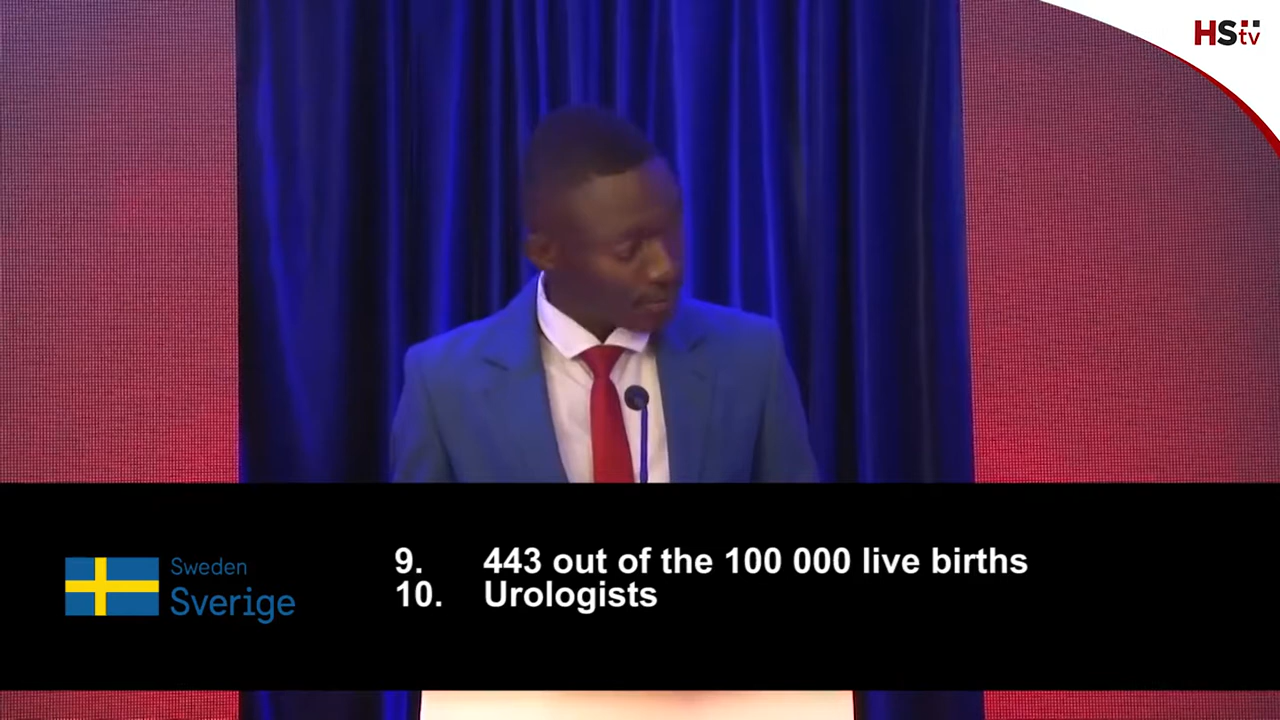 HStv
Sweden
Sverige
9. 443 out of the 100 000 live births
10. Urologists